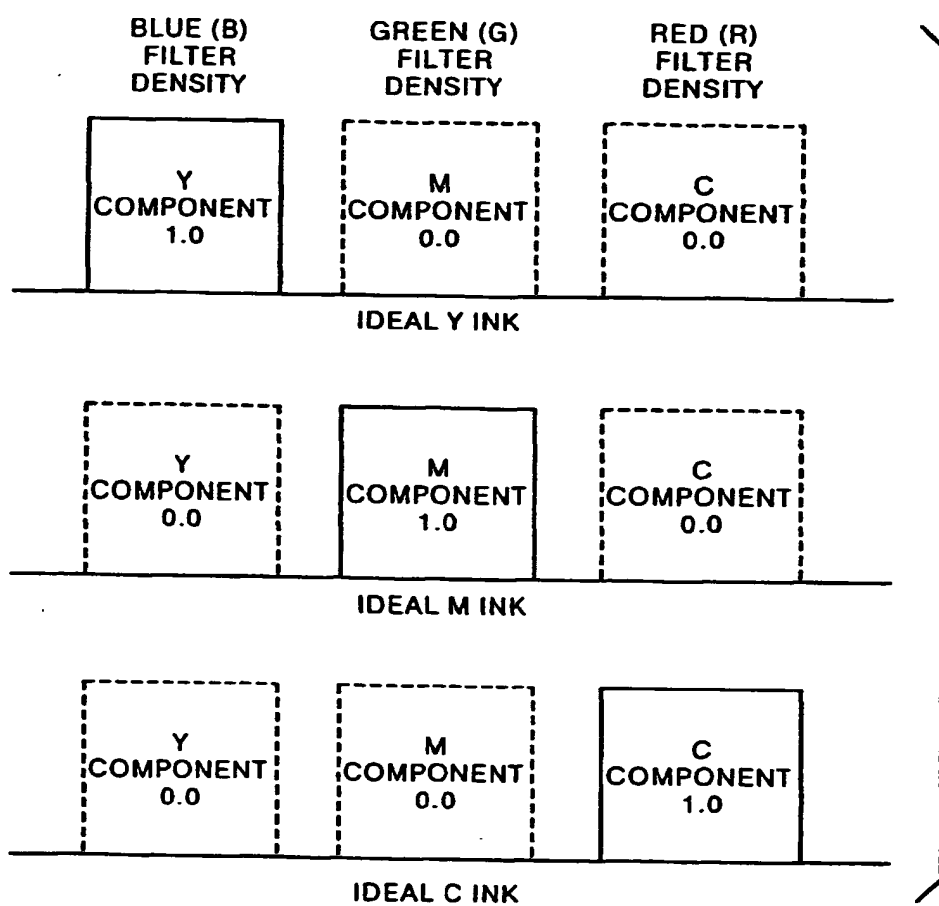 BLUE (B)
FILTER
DENSITY
GREEN (G)
FILTER
DENSITY
RED (R)
FILTER
DENSITY
Y
COMPONENT
1.0
M
COMPONENT
0.0
C
COMPONENT
0.0
IDEAL Y INK
Y
COMPONENT
0.0
M
COMPONENT
1.0
C
COMPONENT
0.0
IDEAL M INK
Y
COMPONENT
0.0
M
COMPONENT
0.0
C
COMPONENT
1.0
IDEAL C INK